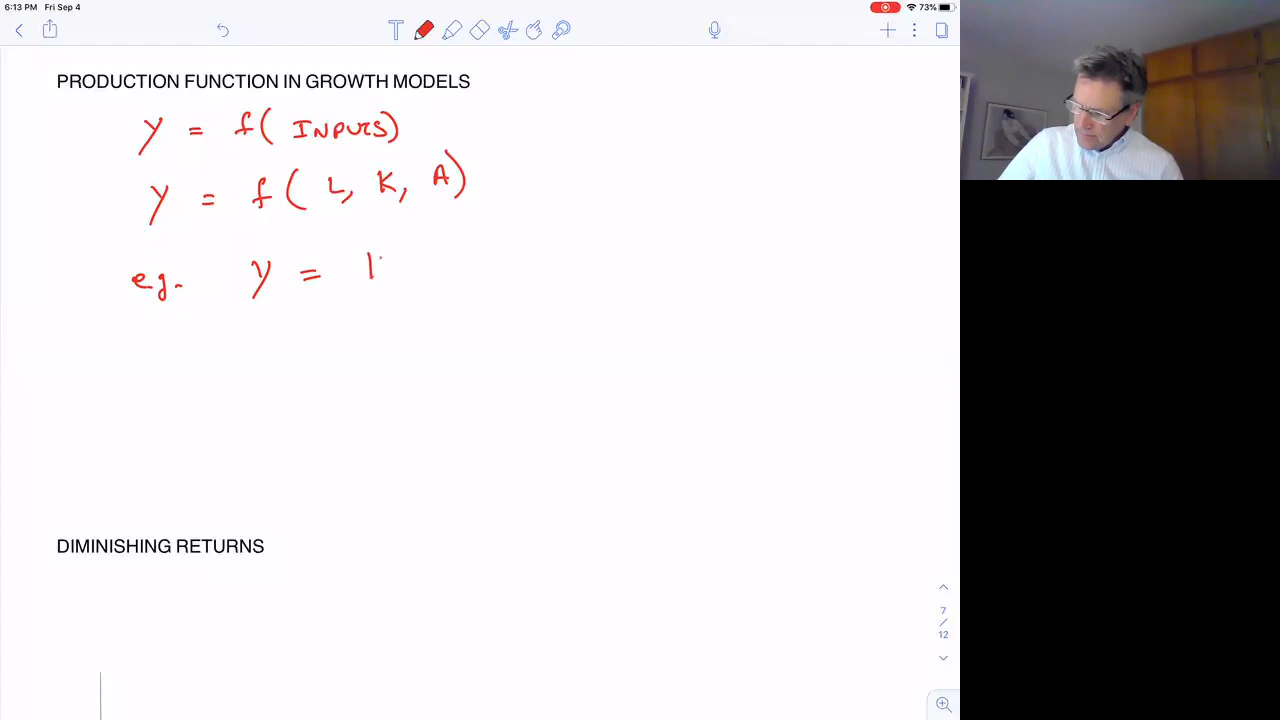 6:13 PM Fri Sep 4
73%
PRODUCTION FUNCTION IN GROWTH MODELS
y = f( INPUTS)
y = f( L, K, A)
e.g. y =
DIMINISHING RETURNS
7
/
12